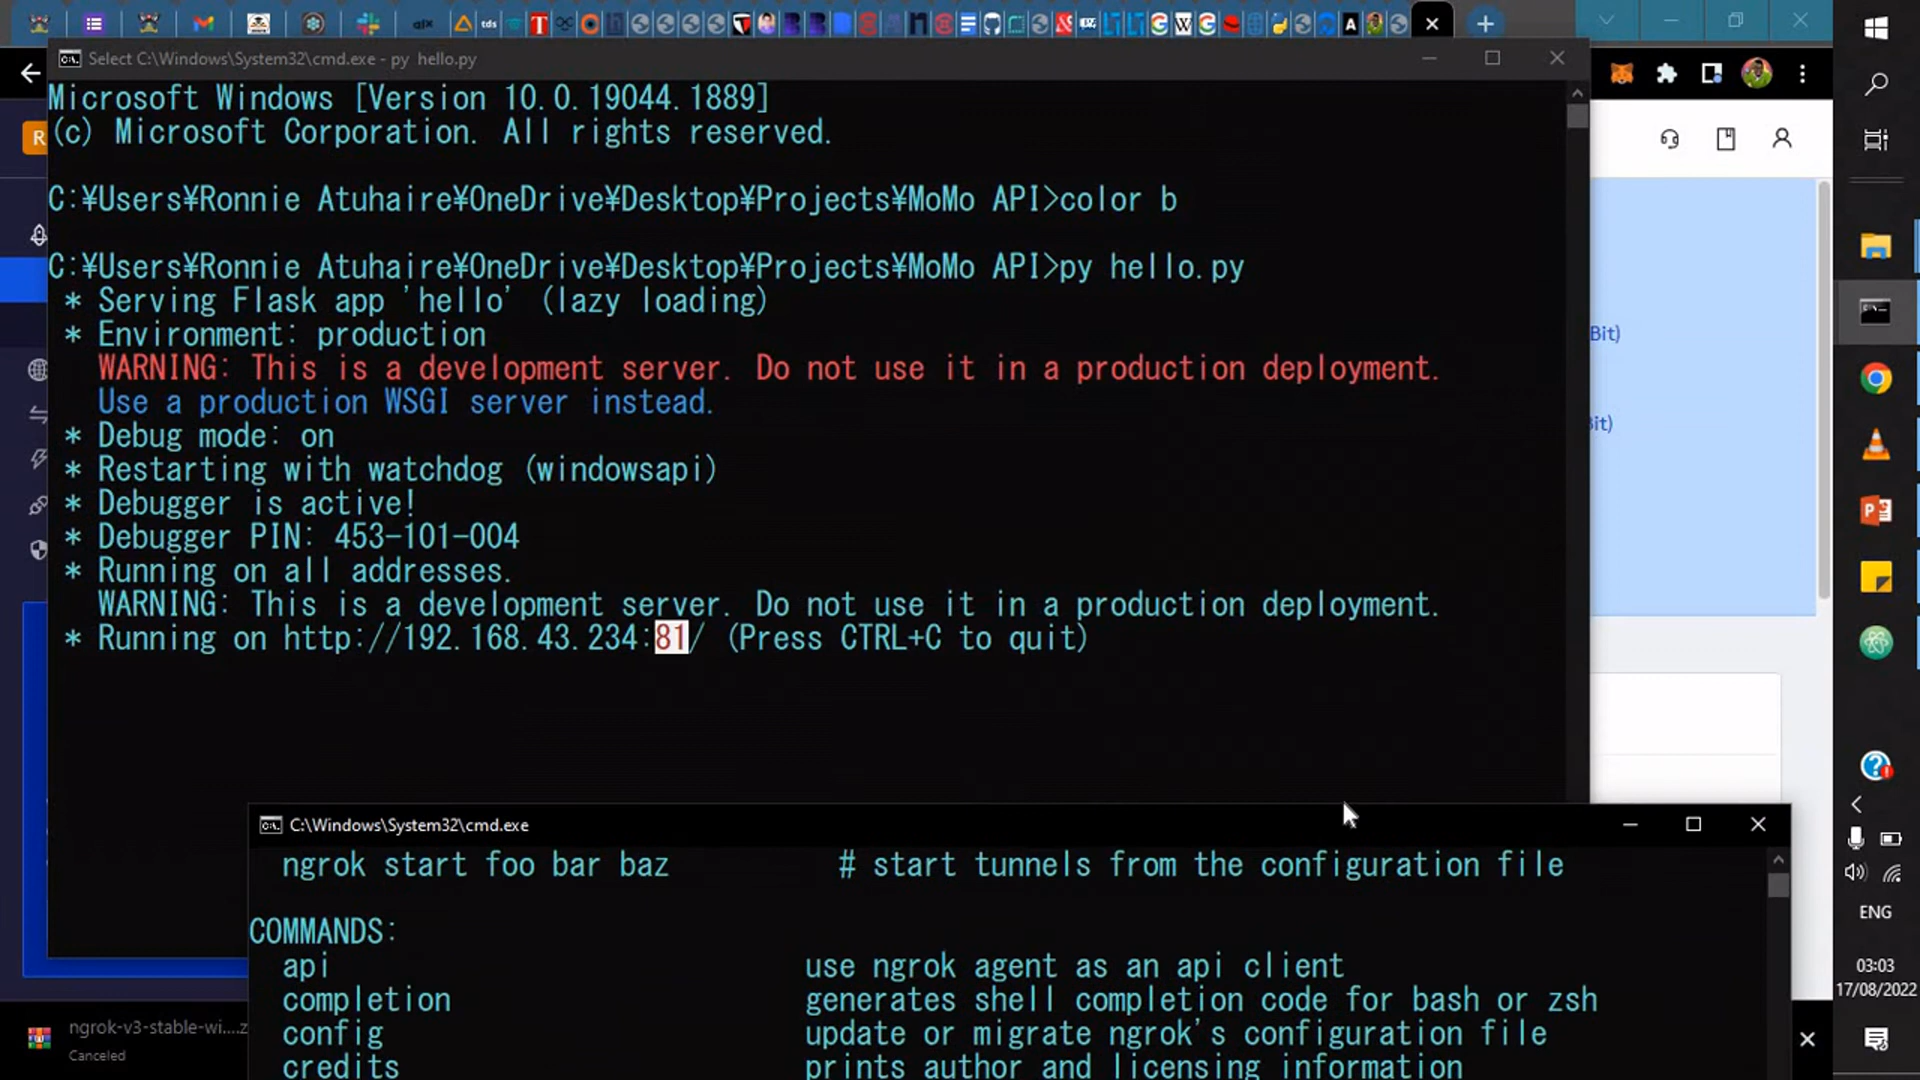 tds
Select C:\Windows\System32\cmd.exe - py  hello.py
Microsoft Windows [Version 10.0.19044.1889]
(c) Microsoft Corporation. All rights reserved.
C:¥Users¥Ronnie Atuhaire¥OneDrive¥Desktop¥Projects¥MoMo API>color b
C:¥Users¥Ronnie Atuhaire¥OneDrive¥Desktop¥Projects¥MoMo API>py hello.py
* Serving Flask app 'hello' (lazy loading)
* Environment: production
WARNING: This is a development server. Do not use it in a production deployment.
Use a production WSGI server instead.
* Debug mode: on
* Restarting with watchdog (windowsapi)
* Debugger is active!
* Debugger PIN: 453-101-004
* Running on all addresses.
WARNING: This is a development server. Do not use it in a production deployment.
* Running on http://192.168.43.234:81/ (Press CTRL+C to quit)
R
Bit)
Bit)
C:\Windows\System32\cmd.exe
ngrok start foo bar baz # start tunnels from the configuration file
COMMANDS:
api use ngrok agent as an api client
completion generates shell completion code for bash or zsh
config update or migrate ngrok's configuration file
credits prints author and licensing information
ngrok-v3-stable-wi....z
Canceled
ENG
03:03
17/08/2022